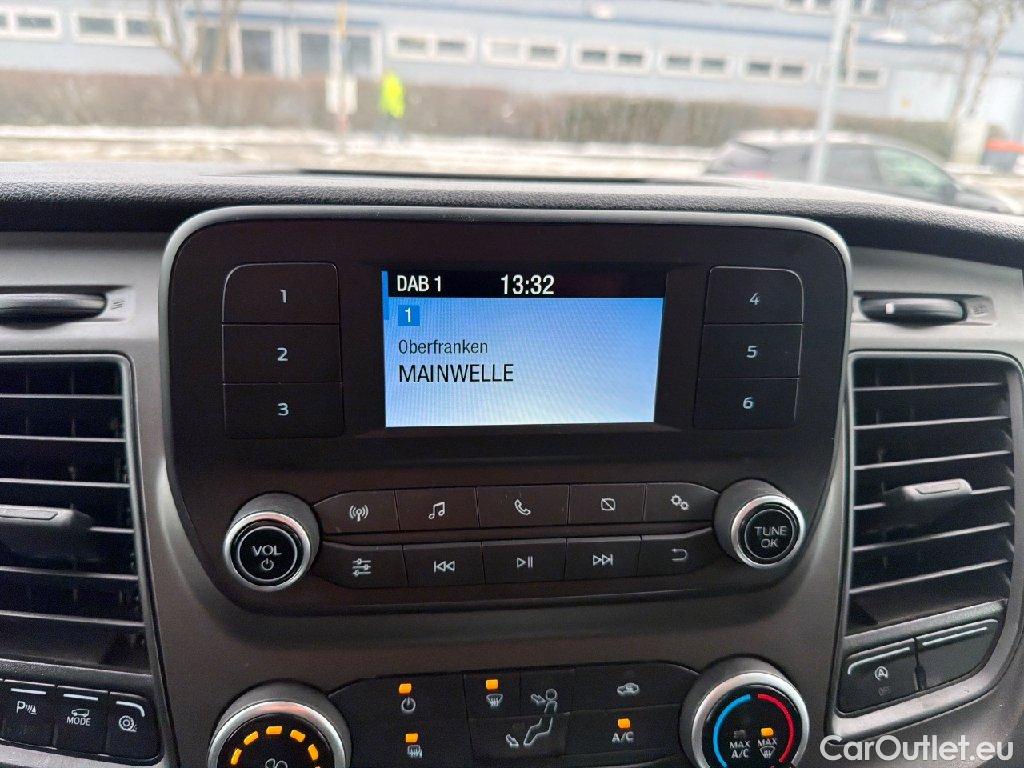 DAB 1 13:32
1
Oberfranken
MAINWELLE
1
2
3
4
5
6
VOL
TUNE
OK
P
MODE
A/C
MAX
A/C
MAX
A
OFF
CarOutlet.eu